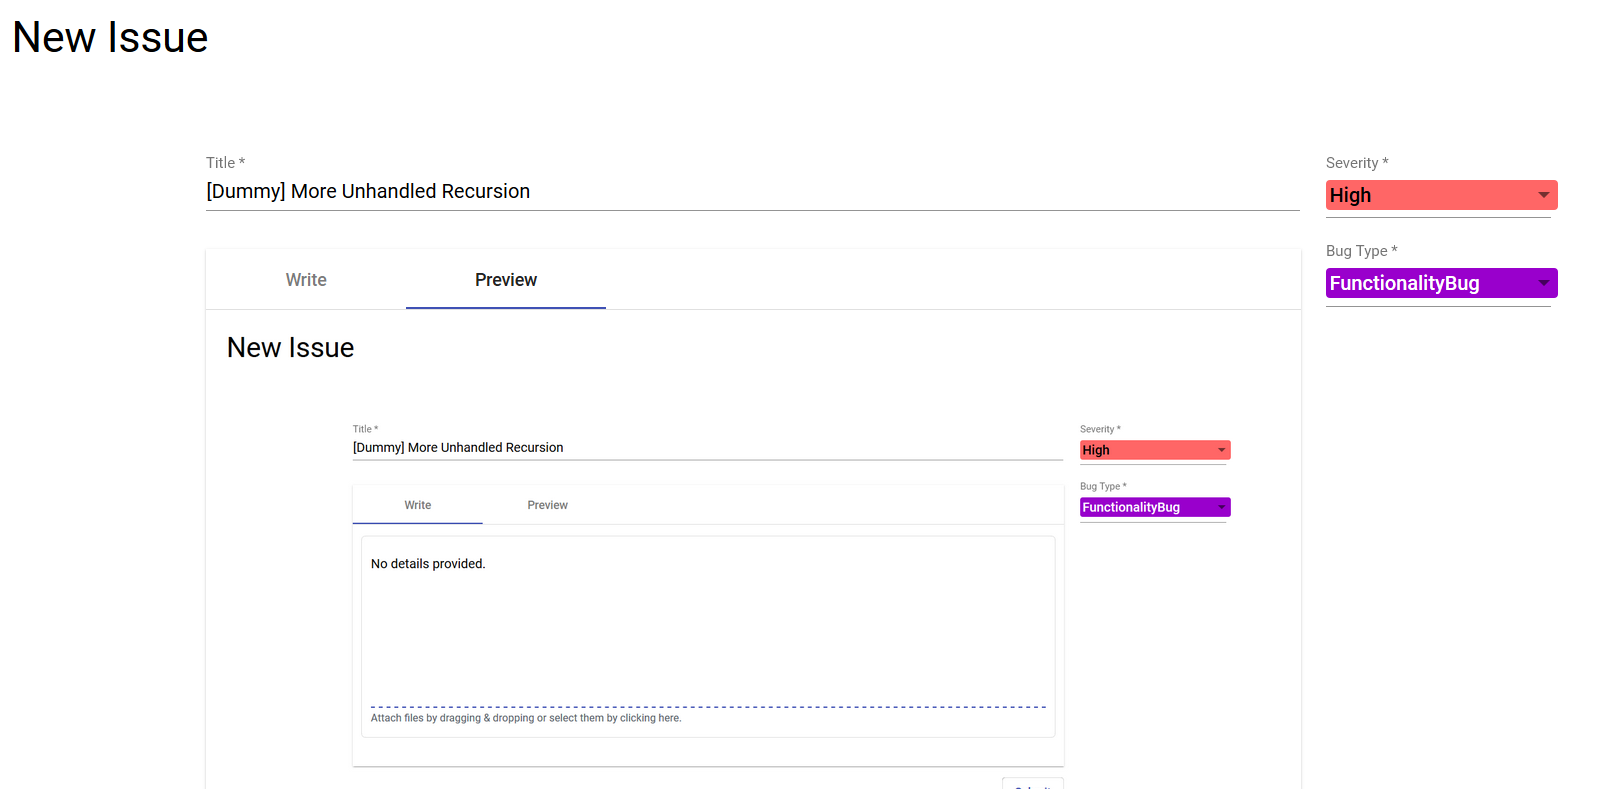 New Issue
Title *
[Dummy] More Unhandled Recursion
Severity *
High
Bug Type *
FunctionalityBug
Write
Preview
New Issue
Title *
[Dummy] More Unhandled Recursion
Severity *
High
Bug Type *
FunctionalityBug
Write
Preview
No details provided.
Attach files by dragging & dropping or select them by clicking here.